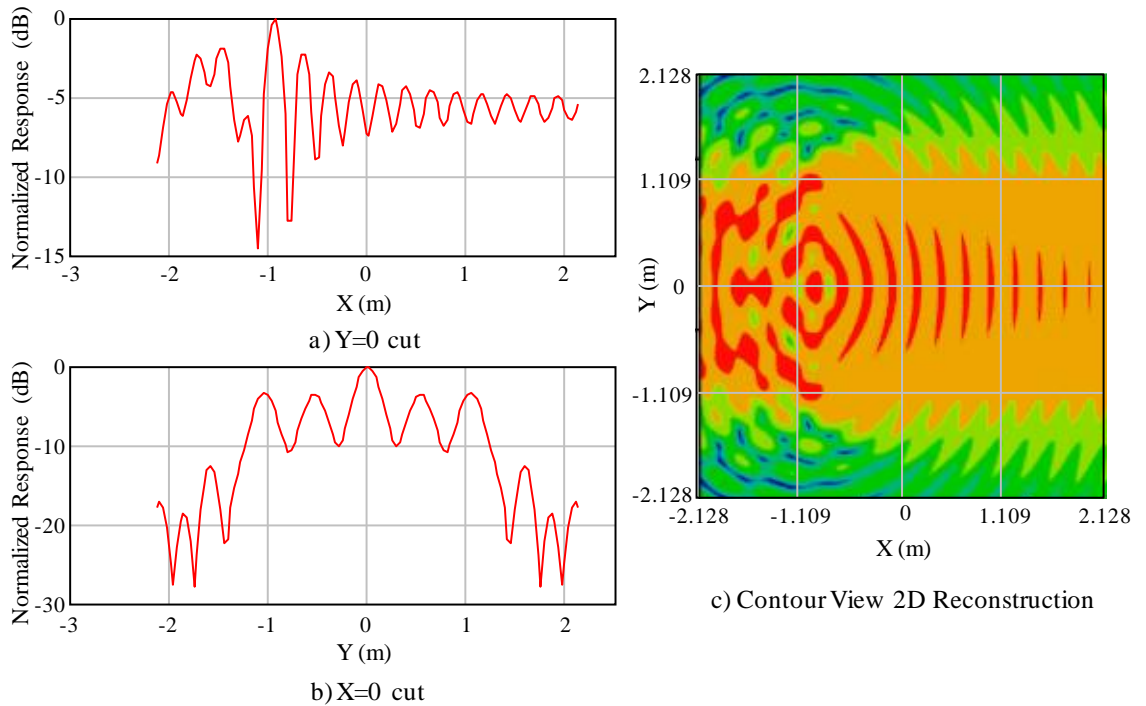 Normalized Response (dB)
0
-5
-10
-15
-3 -2 -1 0 1 2
X (m)
a) Y=0 cut
Normalized Response (dB)
0
-10
-20
-30
-3 -2 -1 0 1 2
Y (m)
b) X=0 cut
Y (m)
2.128
1.109
0
-1.109
-2.128
-2.128 -1.109 0 1.109 2.128
X (m)
c) Contour View 2D Reconstruction